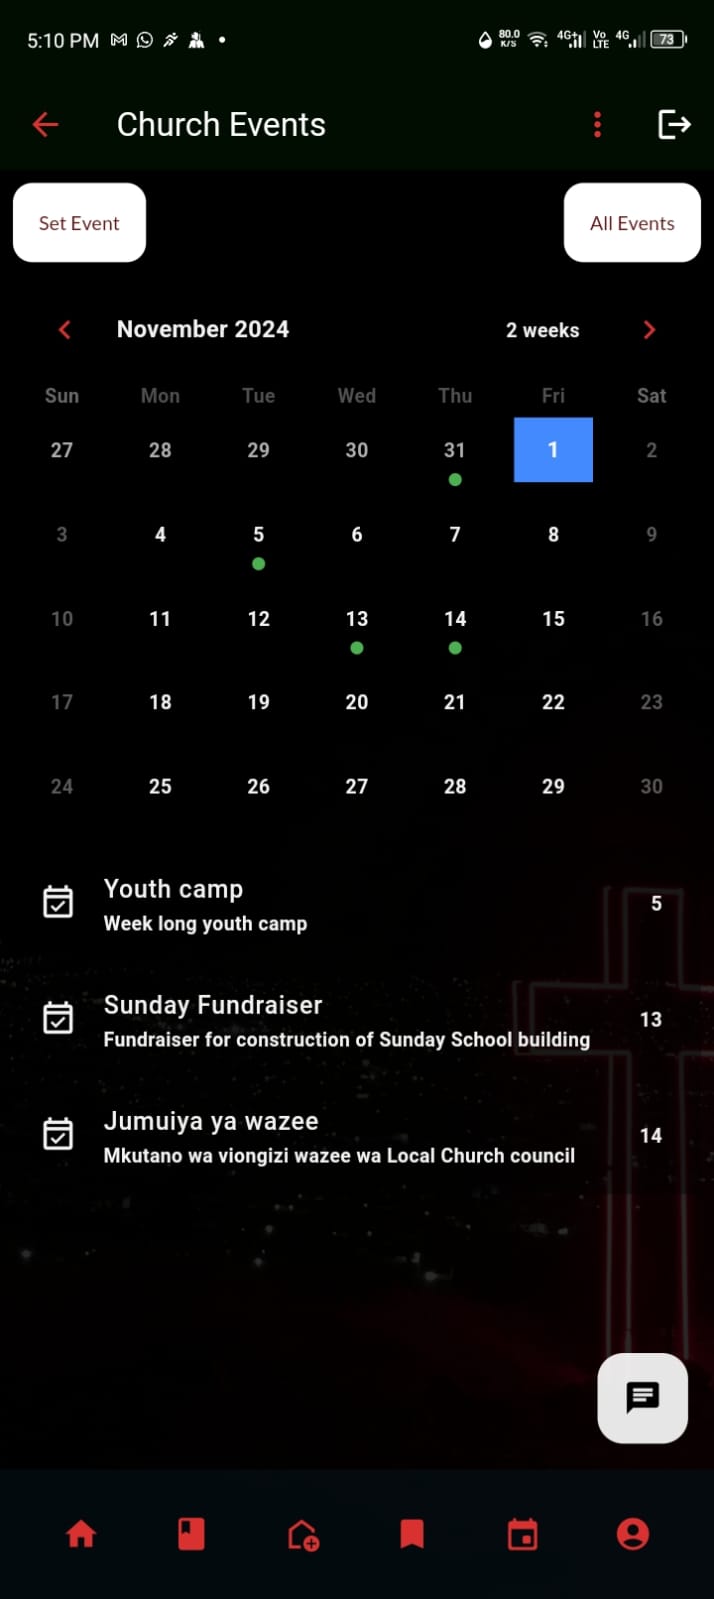 5:10 PM
80.0 K/S 4G+ Vo LTE 4G 73
Church Events
Set Event All Events
November 2024 2 weeks
Sun Mon Tue Wed Thu Fri Sat
27 28 29 30 31 1 2
3 4 5 6 7 8 9
10 11 12 13 14 15 16
17 18 19 20 21 22 23
24 25 26 27 28 29 30
Youth camp 5
Week long youth camp
Sunday Fundraiser 13
Fundraiser for construction of Sunday School building
Jumuiya ya wazee 14
Mkutano wa viongizi wazee wa Local Church council